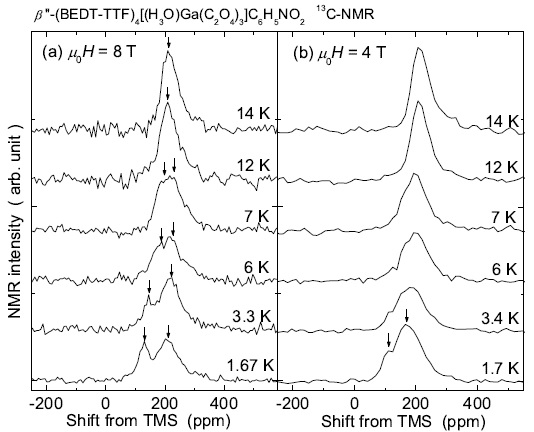 β"-(BEDT-TTF)₄[(H₃O)Ga(C₂O₄)₃]C₆H₅NO₂ ¹³C-NMR
(a) μ₀H = 8 T
(b) μ₀H = 4 T
NMR intensity ( arb. unit )
14 K
12 K
7 K
6 K
3.3 K
1.67 K
14 K
12 K
7 K
6 K
3.4 K
1.7 K
-200 0 200 400
-200 0 200 400
Shift from TMS (ppm)
Shift from TMS (ppm)